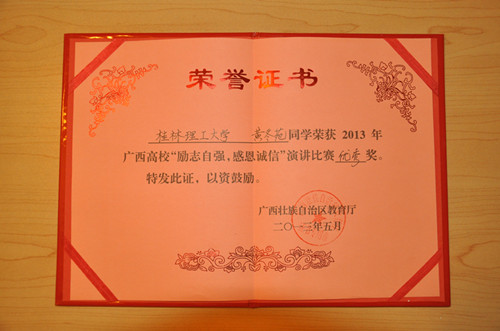 荣誉证书
桂林理工大学 黄冬苑同学荣获 2013 年
广西高校“励志自强，感恩诚信”演讲比赛优秀奖。
特发此证，以资鼓励。
广西壮族自治区教育厅
二〇一三年五月